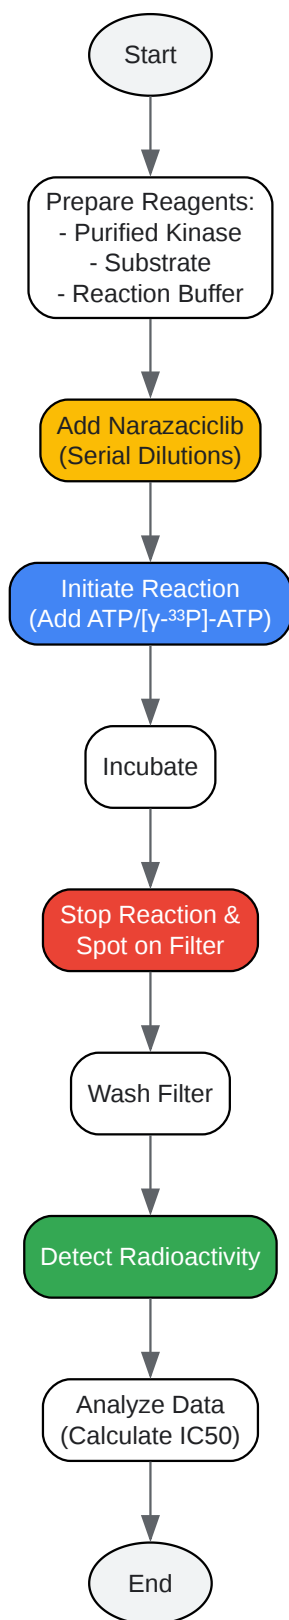 Start
Prepare Reagents:
- Purified Kinase
- Substrate
- Reaction Buffer
Add Narazaciclib
(Serial Dilutions)
Initiate Reaction
(Add ATP/[γ-³³P]-ATP)
Incubate
Stop Reaction &
Spot on Filter
Wash Filter
Detect Radioactivity
Analyze Data
(Calculate IC50)
End